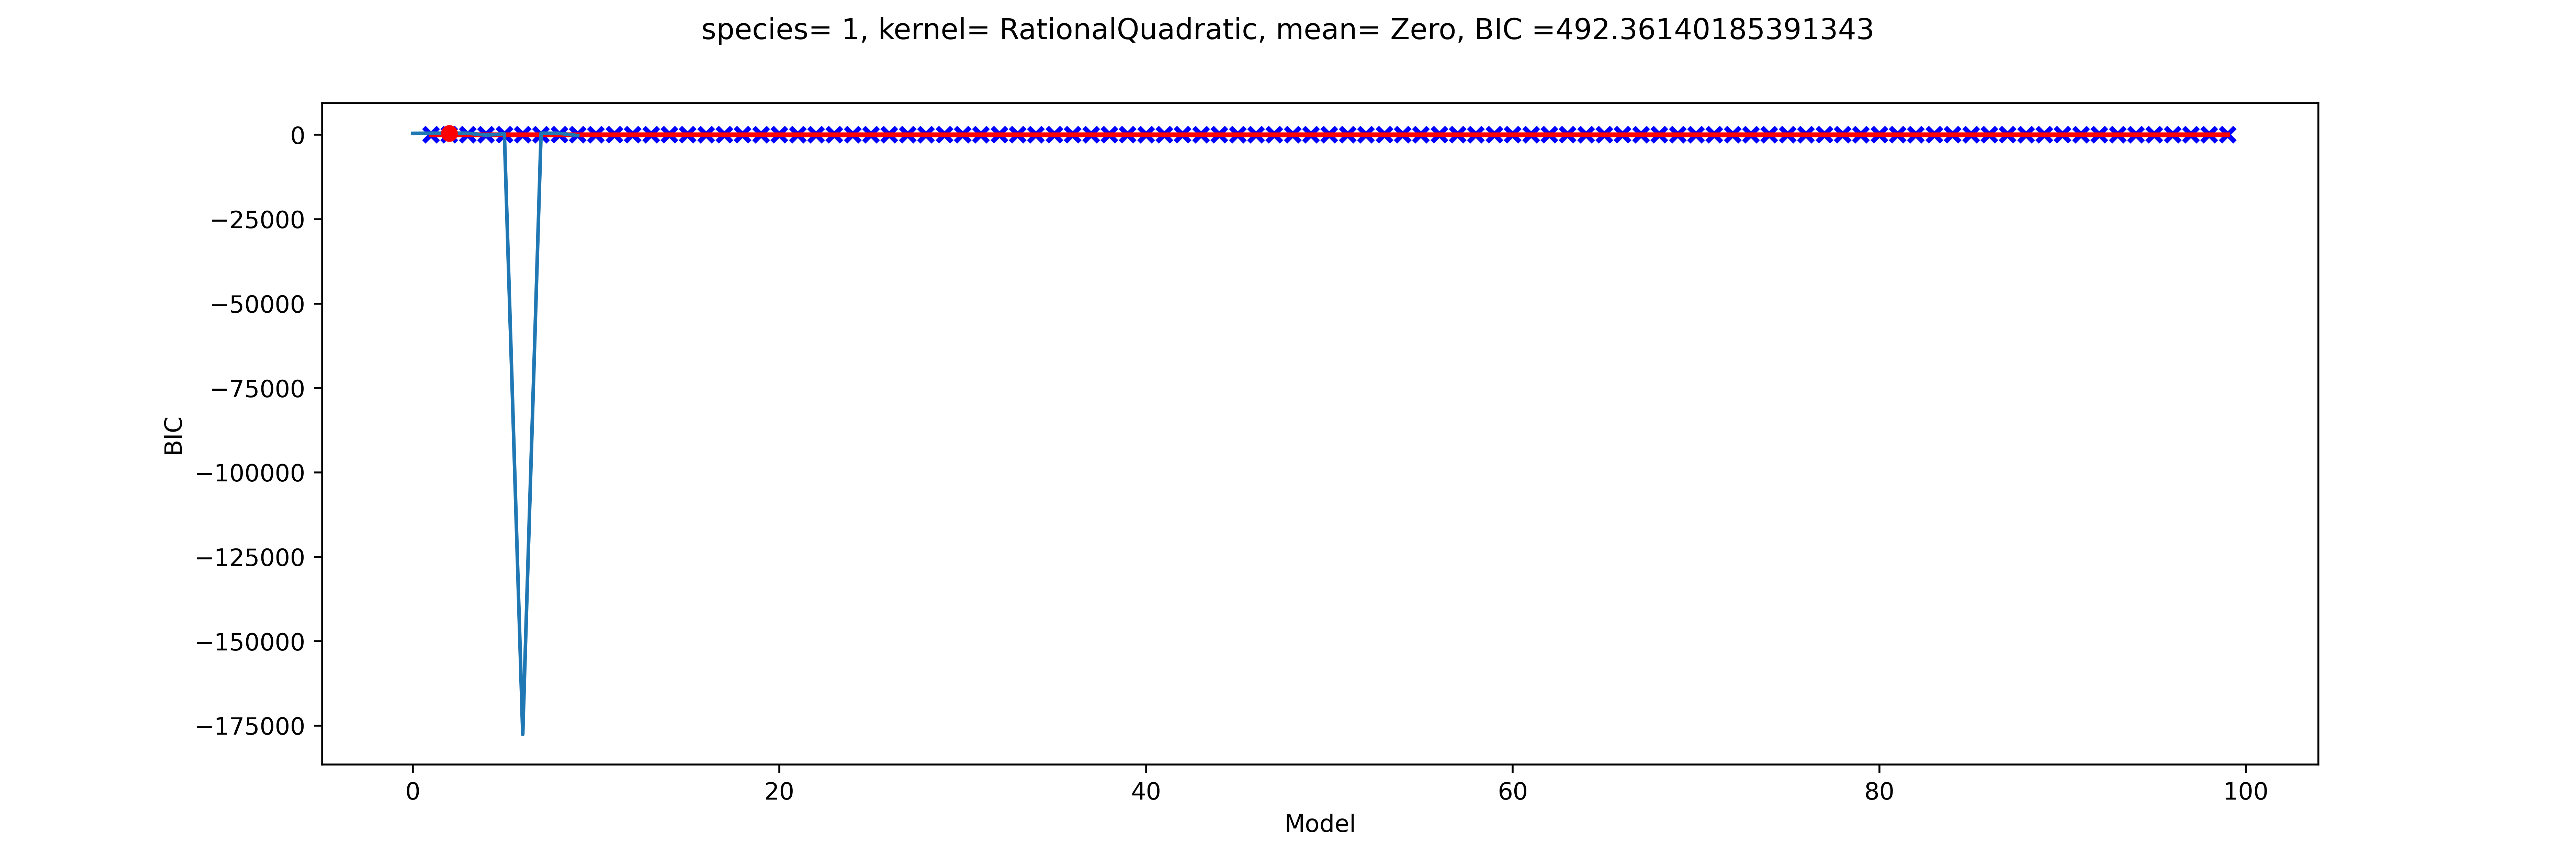 species= 1, kernel= RationalQuadratic, mean= Zero, BIC =492.36140185391343
0
−25000
−50000
−75000
−100000
−125000
−150000
−175000
BIC
0 20 40 60 80 100
Model